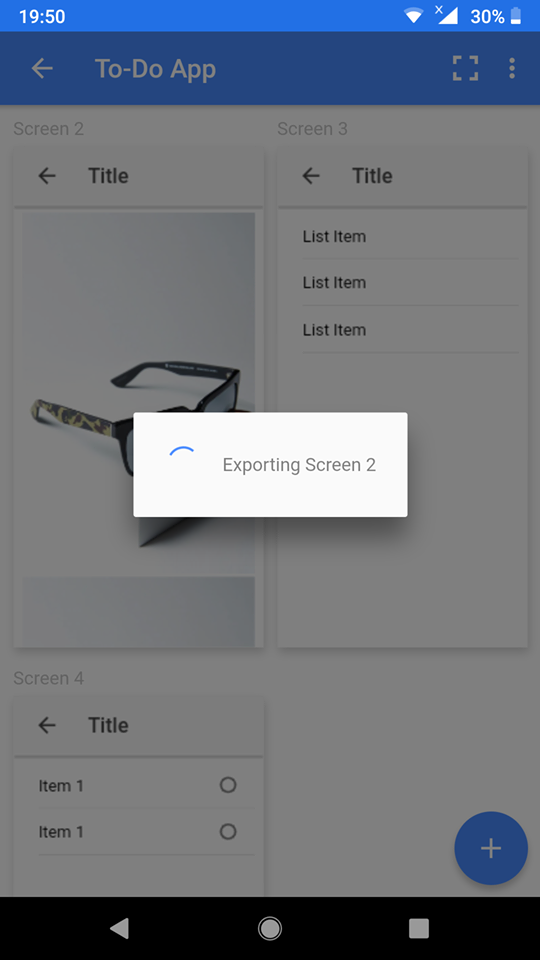 19:50
X
30%
To-Do App
Screen 2
Screen 3
Title
Title
List Item
List Item
List Item
Exporting Screen 2
Screen 4
Title
Item 1
Item 1